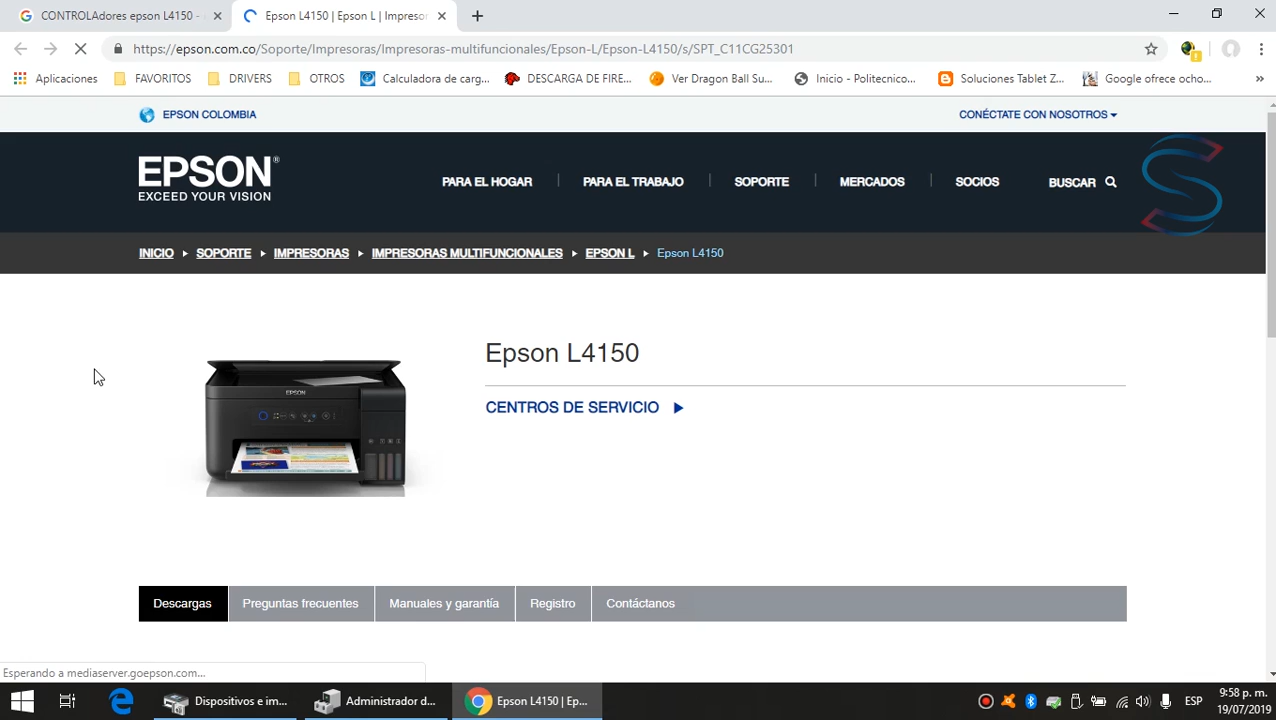 CONTROLAdores epson L4150 -
Epson L4150 | Epson L | Impresor
https://epson.com.co/Soporte/Impresoras/Impresoras-multifuncionales/Epson-L/Epson-L4150/s/SPT_C11CG25301
Aplicaciones FAVORITOS DRIVERS OTROS Calculadora de carg... DESCARGA DE FIRE... Ver Dragon Ball Su... Inicio - Politecnico... Soluciones Tablet Z... Google ofrece ocho... »
EPSON COLOMBIA CONÉCTATE CON NOSOTROS
EPSON®
EXCEED YOUR VISION
PARA EL HOGAR PARA EL TRABAJO SOPORTE MERCADOS SOCIOS BUSCAR
S
INICIO SOPORTE IMPRESORAS IMPRESORAS MULTIFUNCIONALES EPSON L Epson L4150
Epson L4150
EPSON
CENTROS DE SERVICIO
Descargas Preguntas frecuentes Manuales y garantía Registro Contáctanos
Esperando a mediaserver.goepson.com...
Dispositivos e im... Administrador d... Epson L4150 | Ep... ESP 9:58 p. m.
19/07/2019